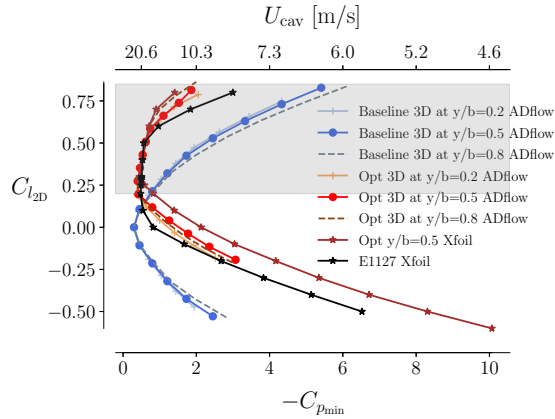 U_cav [m/s]
20.6 10.3 7.3 6.0 5.2 4.6
0.75
0.50
0.25
0.00
−0.25
−0.50
C_l_2D
Baseline 3D at y/b=0.2 ADflow
Baseline 3D at y/b=0.5 ADflow
Baseline 3D at y/b=0.8 ADflow
Opt 3D at y/b=0.2 ADflow
Opt 3D at y/b=0.5 ADflow
Opt 3D at y/b=0.8 ADflow
Opt y/b=0.5 Xfoil
E1127 Xfoil
0 2 4 6 8 10
−C_p_min